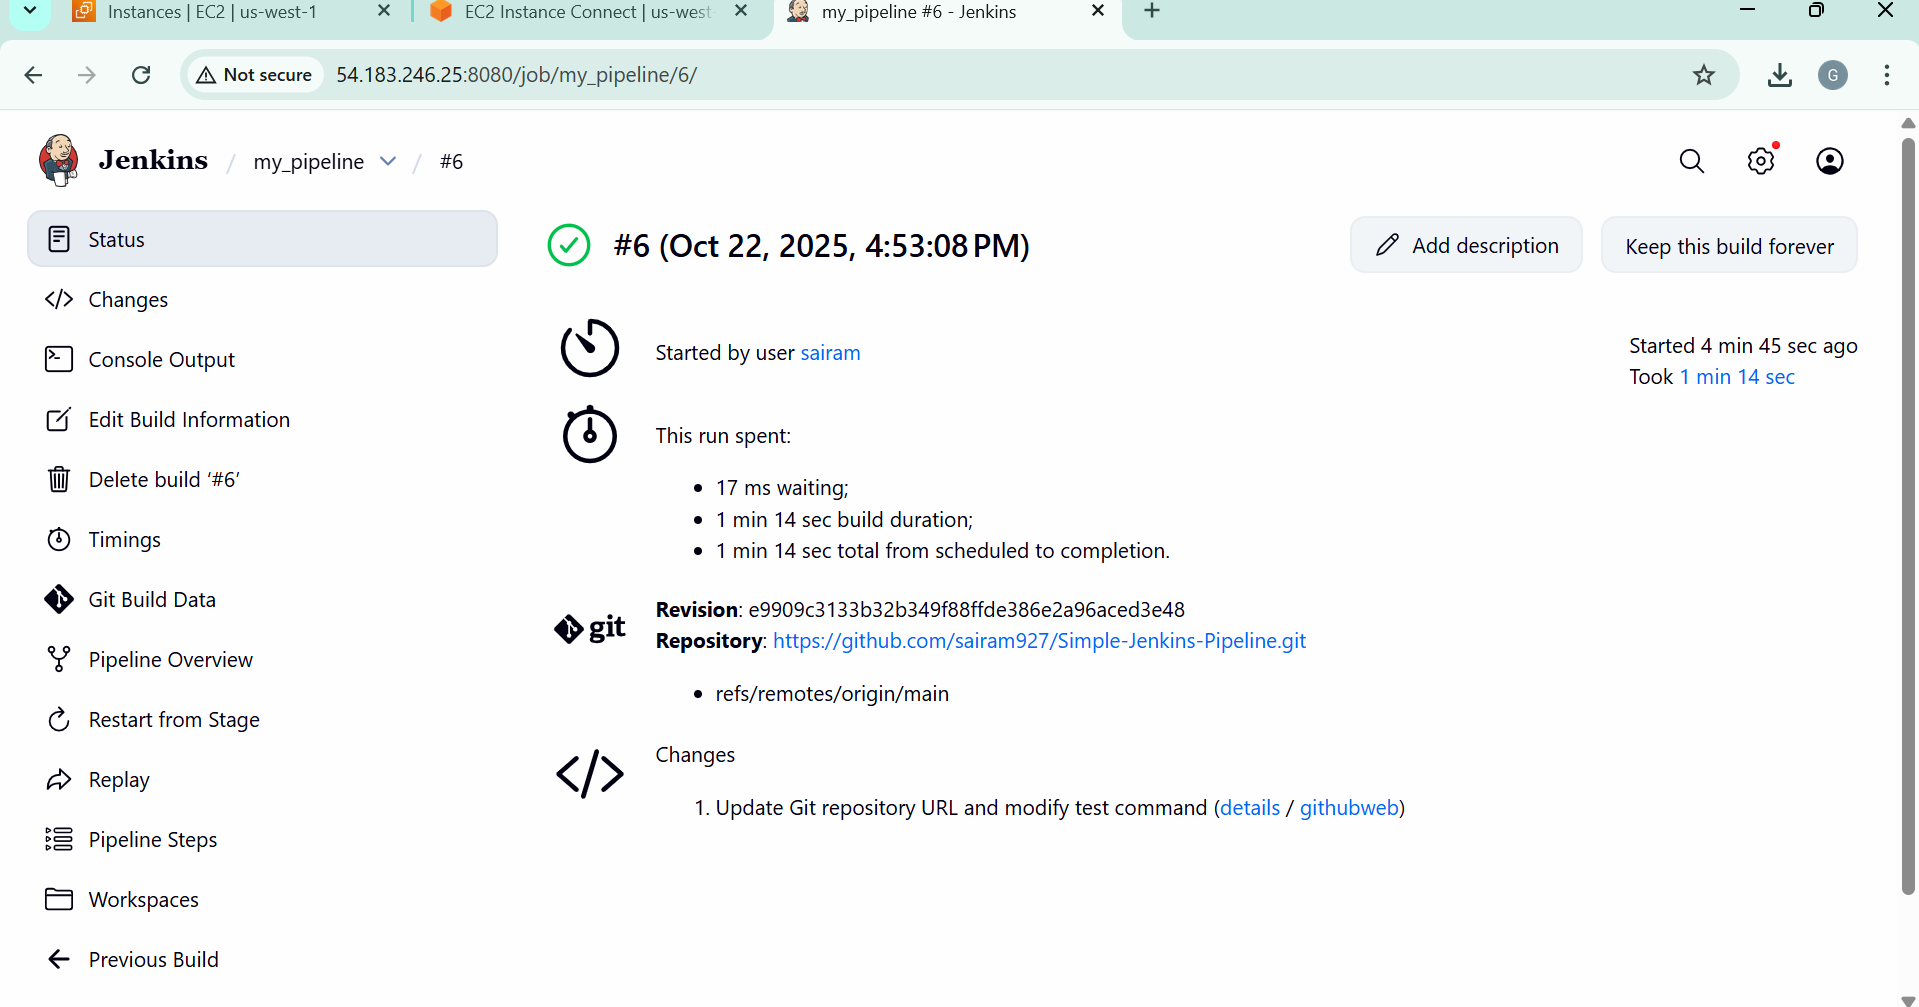 Instances | EC2 | us-west-1
EC2 Instance Connect | us-west-
my_pipeline #6 - Jenkins
Not secure
54.183.246.25:8080/job/my_pipeline/6/
G
Jenkins / my_pipeline / #6
Status
Changes
Console Output
Edit Build Information
Delete build ‘#6’
Timings
Git Build Data
Pipeline Overview
Restart from Stage
Replay
Pipeline Steps
Workspaces
Previous Build
#6 (Oct 22, 2025, 4:53:08 PM)
Add description
Keep this build forever
Started by user sairam
Started 4 min 45 sec ago
Took 1 min 14 sec
This run spent:
• 17 ms waiting;
• 1 min 14 sec build duration;
• 1 min 14 sec total from scheduled to completion.
git
Revision: e9909c3133b32b349f88ffde386e2a96aced3e48
Repository: https://github.com/sairam927/Simple-Jenkins-Pipeline.git
• refs/remotes/origin/main
Changes
1. Update Git repository URL and modify test command (details / githubweb)